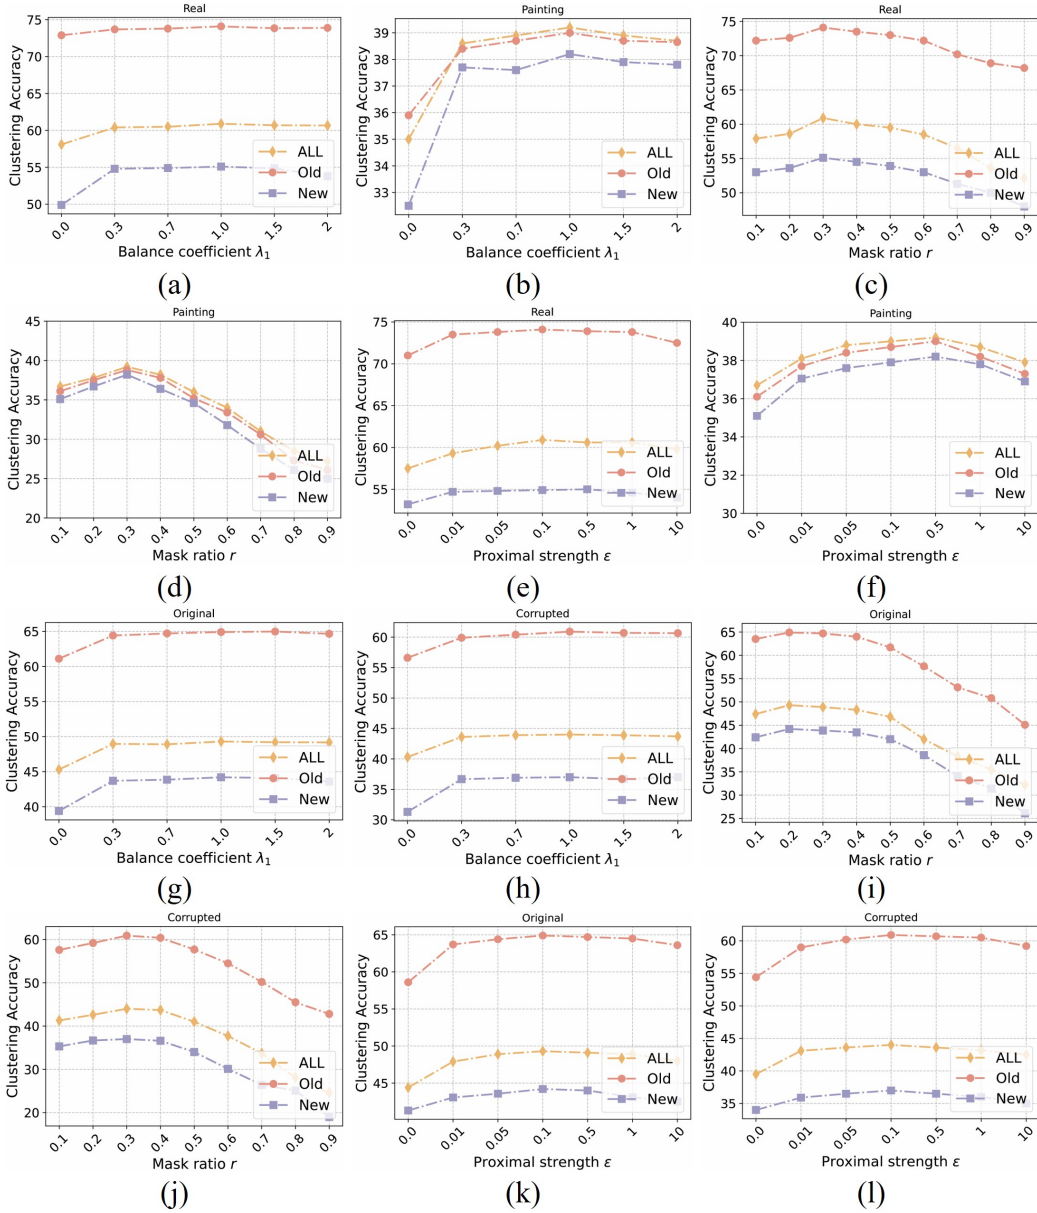 Real
Clustering Accuracy
75
70
65
60
55
50
ALL
Old
New
0.0 0.3 0.7 1.0 1.5 2
Balance coefficient λ1
(a)
Painting
Clustering Accuracy
39
38
37
36
35
34
33
ALL
Old
New
0.0 0.3 0.7 1.0 1.5 2
Balance coefficient λ1
(b)
Real
Clustering Accuracy
75
70
65
60
55
50
ALL
Old
New
0.1 0.2 0.3 0.4 0.5 0.6 0.7 0.8 0.9
Mask ratio r
(c)
Painting
Clustering Accuracy
45
40
35
30
25
20
ALL
Old
New
0.1 0.2 0.3 0.4 0.5 0.6 0.7 0.8 0.9
Mask ratio r
(d)
Real
Clustering Accuracy
75
70
65
60
55
ALL
Old
New
0.0 0.01 0.05 0.1 0.5 1 10
Proximal strength ε
(e)
Painting
Clustering Accuracy
40
38
36
34
32
30
ALL
Old
New
0.0 0.01 0.05 0.1 0.5 1 10
Proximal strength ε
(f)
Original
Clustering Accuracy
65
60
55
50
45
40
ALL
Old
New
0.0 0.3 0.7 1.0 1.5 2
Balance coefficient λ1
(g)
Corrupted
Clustering Accuracy
60
55
50
45
40
35
30
ALL
Old
New
0.0 0.3 0.7 1.0 1.5 2
Balance coefficient λ1
(h)
Original
Clustering Accuracy
65
60
55
50
45
40
35
30
25
ALL
Old
New
0.1 0.2 0.3 0.4 0.5 0.6 0.7 0.8 0.9
Mask ratio r
(i)
Corrupted
Clustering Accuracy
60
50
40
30
20
ALL
Old
New
0.1 0.2 0.3 0.4 0.5 0.6 0.7 0.8 0.9
Mask ratio r
(j)
Original
Clustering Accuracy
65
60
55
50
45
ALL
Old
New
0.0 0.01 0.05 0.1 0.5 1 10
Proximal strength ε
(k)
Corrupted
Clustering Accuracy
60
55
50
45
40
35
ALL
Old
New
0.0 0.01 0.05 0.1 0.5 1 10
Proximal strength ε
(l)